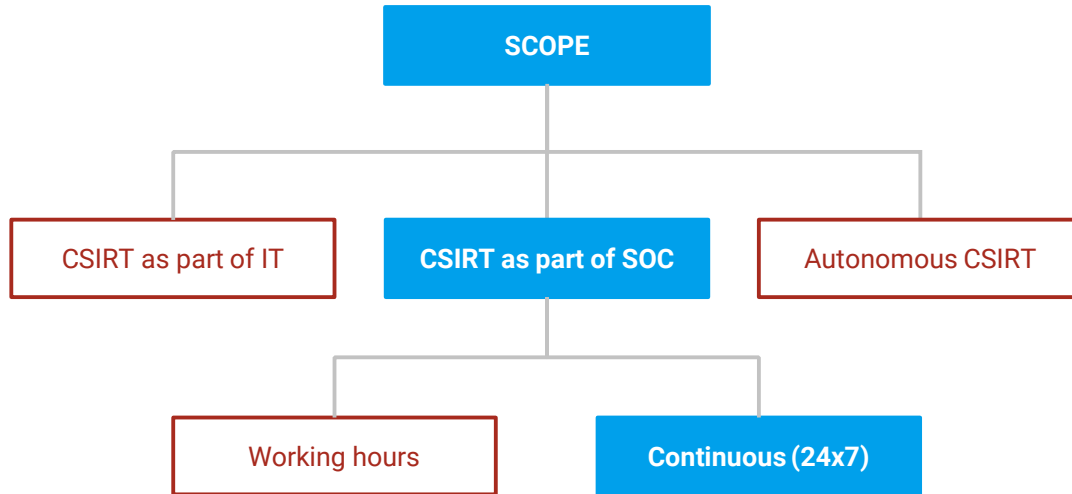 SCOPE
CSIRT as part of IT
CSIRT as part of SOC
Autonomous CSIRT
Working hours
Continuous (24x7)